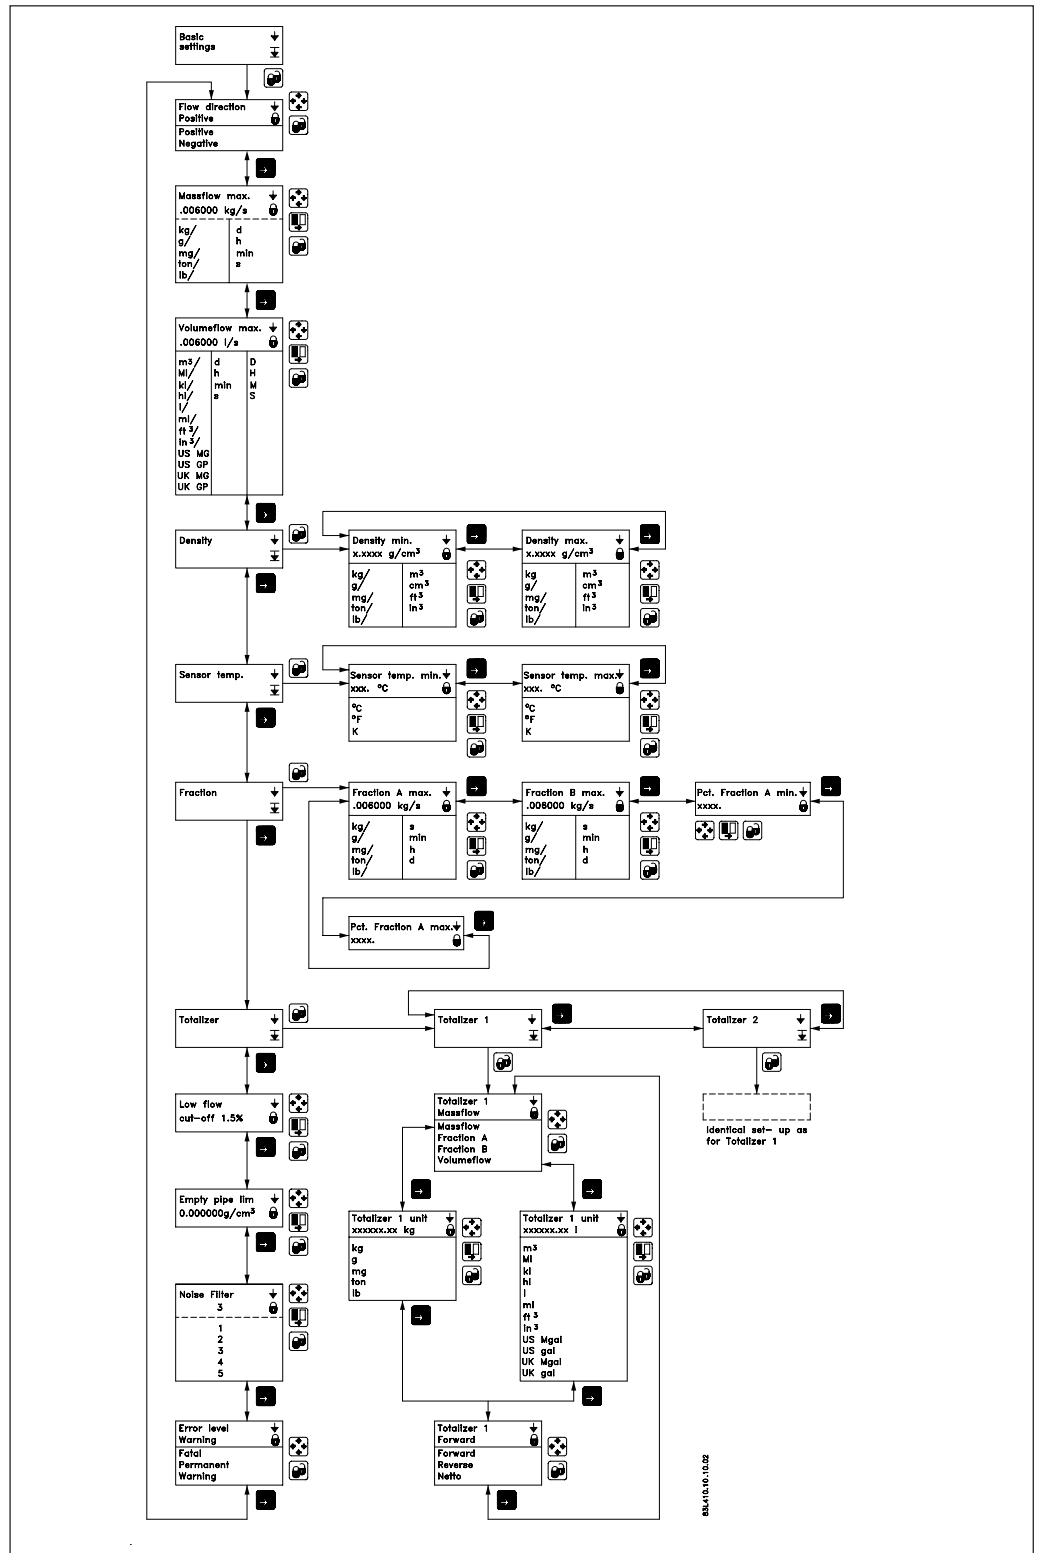 Basic
settings
Flow direction
Positive
Positive
Negative
Massflow max.
.006000 kg/s
kg/ d
g/ h
mg/ min
ton/ s
lb/
Volumeflow max.
.006000 l/s
m³/ d D
Ml/ h H
kl/ min M
hl/ s S
l/
ml/
ft³/
in³/
US MG
US GP
UK MG
UK GP
Density
Density min.
x.xxxx g/cm³
kg/ m³
g/ cm³
mg/ ft³
ton/ in³
lb/
Density max.
x.xxxx g/cm³
kg m³
g/ cm³
mg/ ft³
ton/ in³
lb/
Sensor temp.
Sensor temp. min.
xxx. °C
°C
°F
K
Sensor temp. max.
xxx. °C
°C
°F
K
Fraction
Fraction A max.
.006000 kg/s
kg/ s
g/ min
mg/ h
ton/ d
lb/
Fraction B max.
.006000 kg/s
kg/ s
g/ min
mg/ h
ton/ d
lb/
Pct. Fraction A min.
xxxx.
Pct. Fraction A max.
xxxx.
Totalizer
Totalizer 1
Totalizer 2
Low flow
cut-off 1.5%
Totalizer 1
Massflow
Massflow
Fraction A
Fraction B
Volumeflow
Identical set- up as
for Totalizer 1
Empty pipe lim
0.000000g/cm³
Totalizer 1 unit
xxxxxx.xx kg
kg
g
mg
ton
lb
Totalizer 1 unit
xxxxxx.xx l
m³
Ml
kl
hl
l
ml
ft³
in³
US Mgal
US gal
UK Mgal
UK gal
Noise Filter
3
1
2
3
4
5
Error level
Warning
Fatal
Permanent
Warning
Totalizer 1
Forward
Forward
Reverse
Netto
83L410.10.10.02